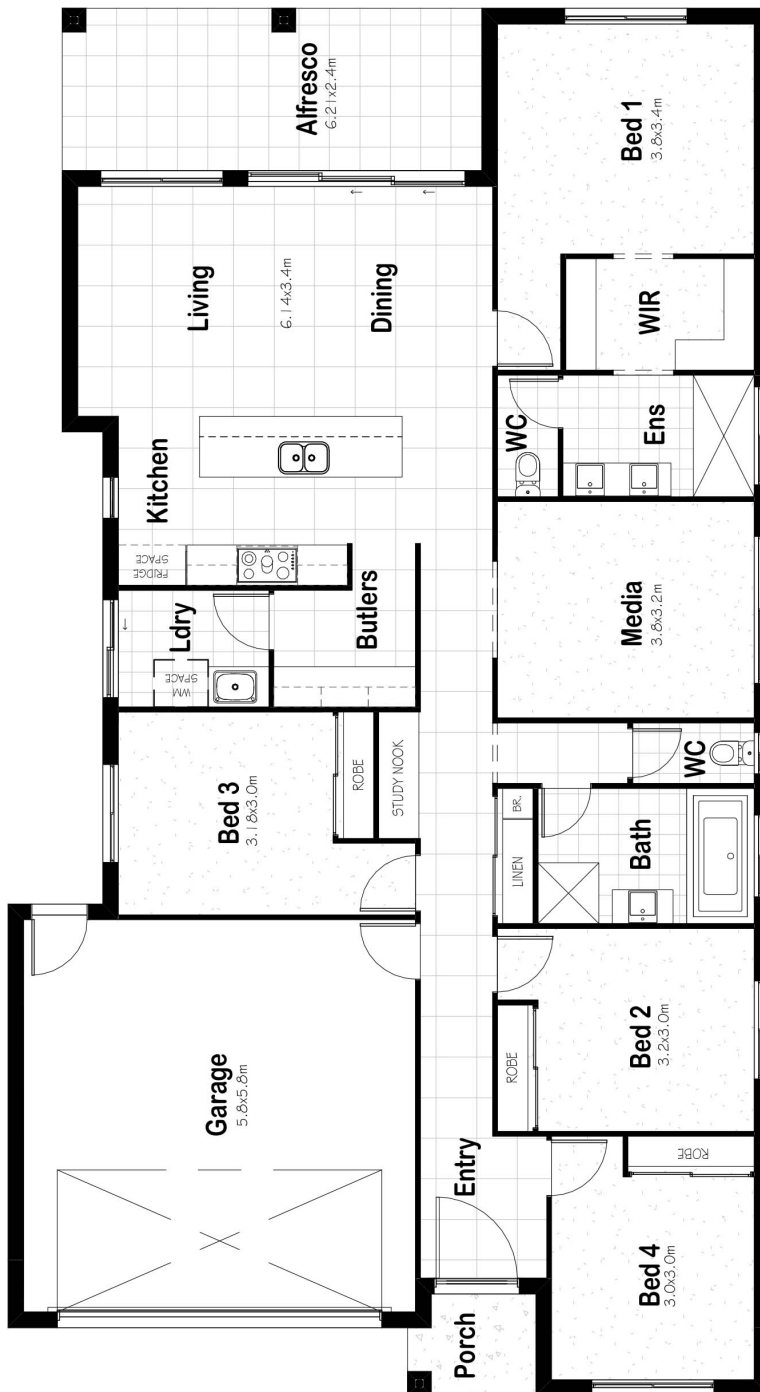 Alfresco
6.21x2.4m
Bed 1
3.8x3.4m
Living
6.14x3.4m
Dining
WIR
Kitchen
WC
Ens
FRIDGE
SPACE
Butlers
Ldry
WM
SPACE
Media
3.8x3.2m
Bed 3
3.18x3.0m
ROBE
STUDY NOOK
WC
BR.
LINEN
Bath
Garage
5.8x5.8m
Bed 2
3.2x3.0m
ROBE
Entry
ROBE
Bed 4
3.0x3.0m
Porch